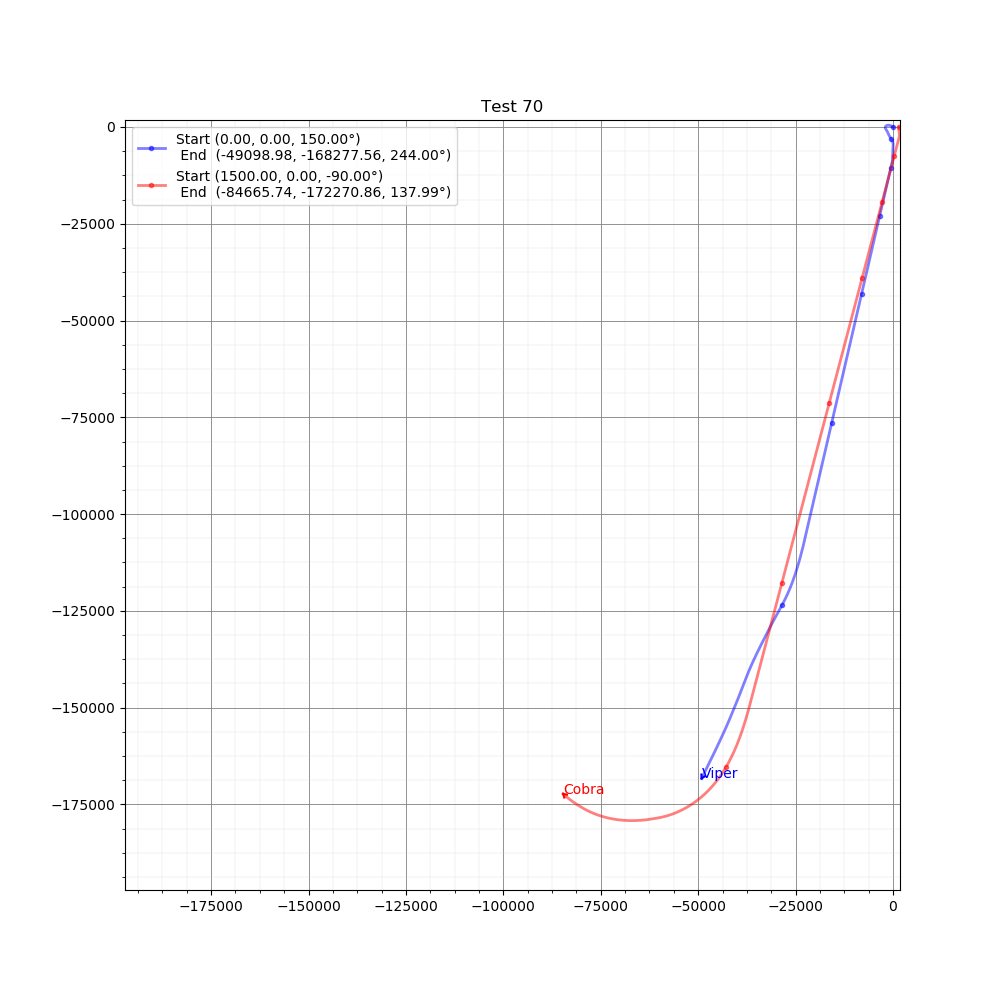 Test 70
Start (0.00, 0.00, 150.00°)
End (-49098.98, -168277.56, 244.00°)
Start (1500.00, 0.00, -90.00°)
End (-84665.74, -172270.86, 137.99°)
0
−25000
−50000
−75000
−100000
−125000
−150000
−175000
Viper
Cobra
−175000 −150000 −125000 −100000 −75000 −50000 −25000 0